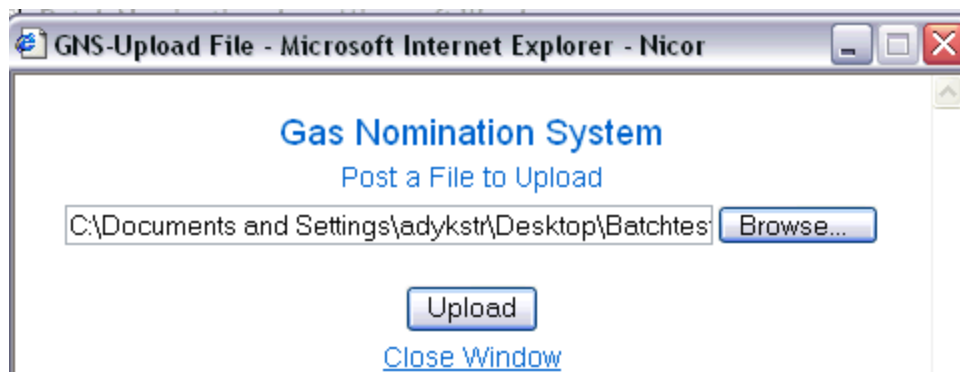 GNS-Upload File - Microsoft Internet Explorer - Nicor
Gas Nomination System
Post a File to Upload
C:\Documents and Settings\adykstr\Desktop\Batchtes Browse...
Upload
Close Window